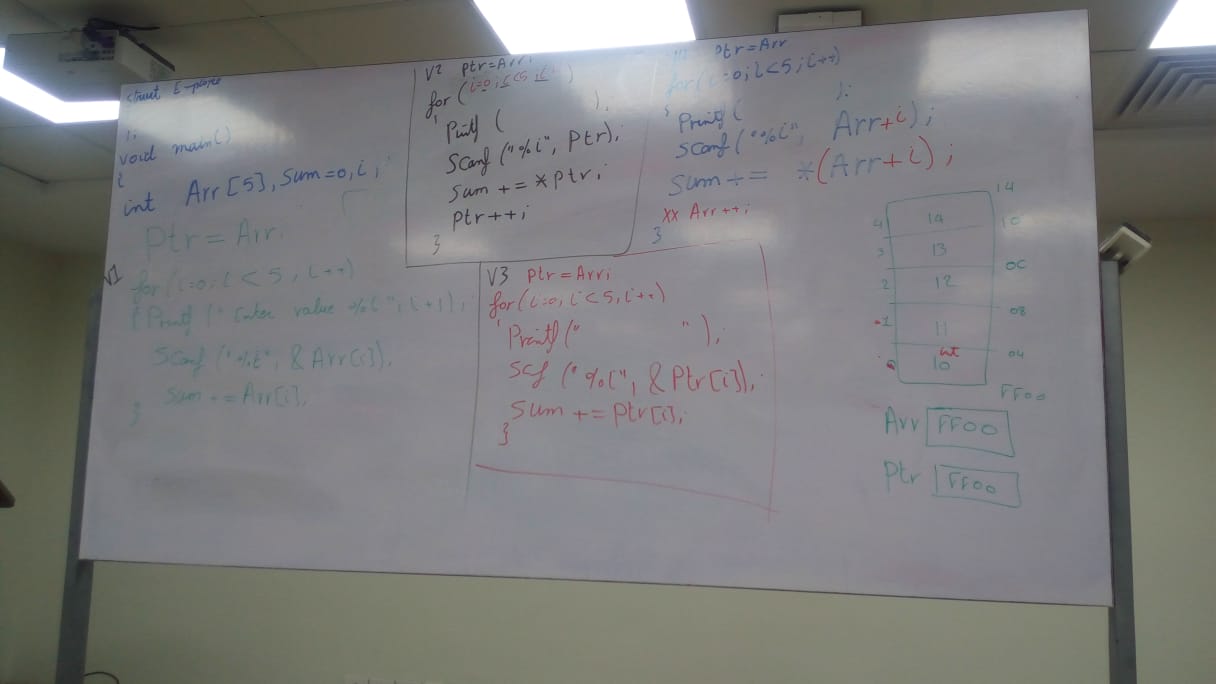 struct E-
};
void main()
{
int Arr[5], Sum=0, i;
Ptr = Arr;
V1
for(i=0; i<5, i++)
{ Printf (" Enter value %i", i+1);
Scanf ("%i", & Arr[i]);
Sum += Arr[i];
}
V2 Ptr=Arr;
for (i=0; i<5; i++)
Printf ( );
Scanf ("%i", Ptr);
Sum += *Ptr;
Ptr++;
}
V3 Ptr=Arr;
for(i=0, i<5, i++)
Printf (" ");
Scf (" %i", & Ptr[i]);
Sum += Ptr[i];
}
Ptr=Arr
for(i=0; i<5; i++)
{ Printf ( );
Scanf ("%i", Arr+i);
Sum += *(Arr+i);
xx Arr++;
}
14
4 14 10
3 13 0C
2 12 08
1 11 04
0 10 int FF00
Arr FF00
Ptr FF00